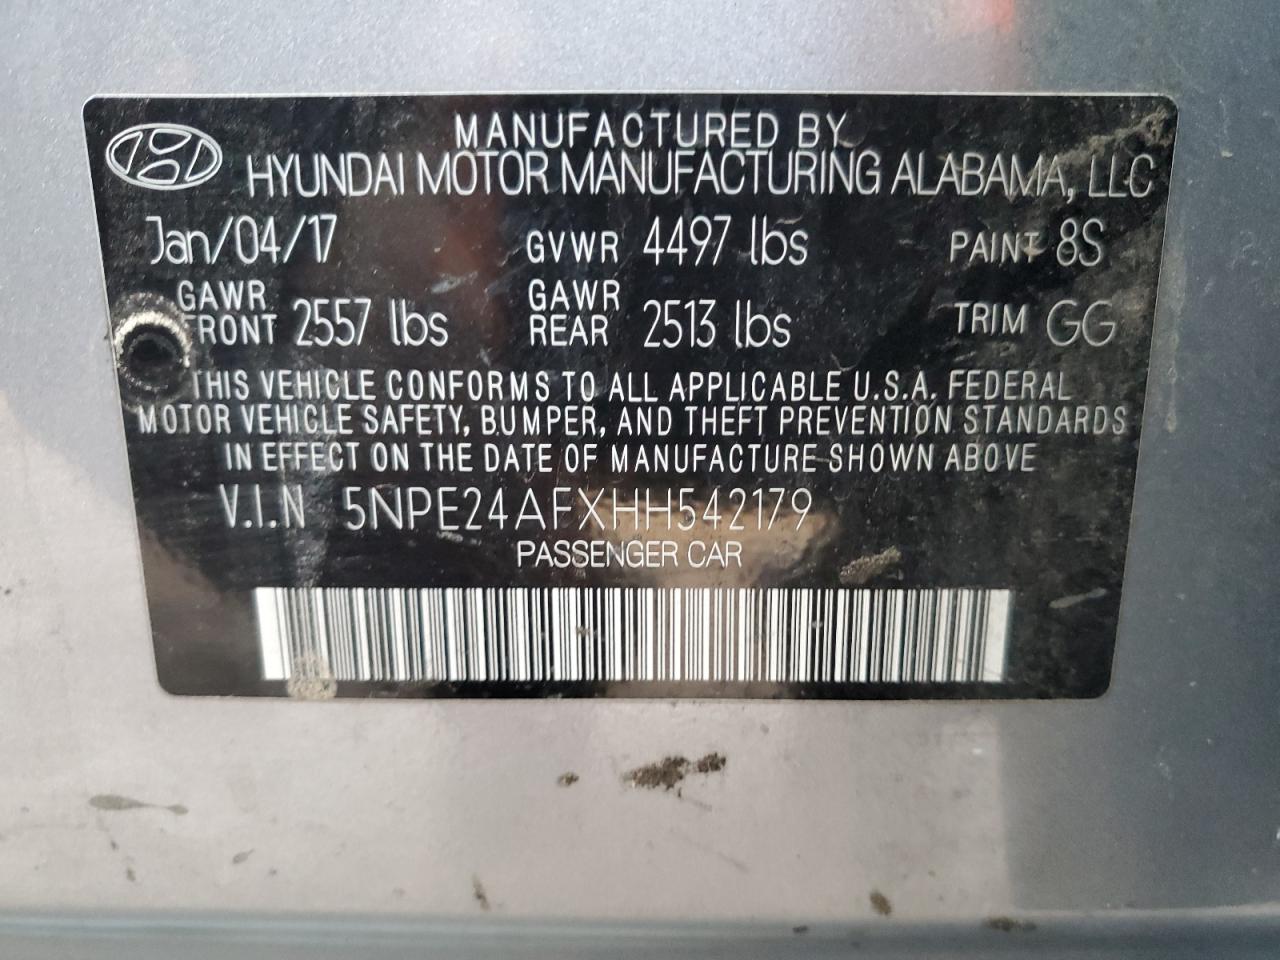 MANUFACTURED BY
HYUNDAI MOTOR MANUFACTURING ALABAMA, LLC
Jan/04/17 GVWR 4497 lbs PAINT 8S
GAWR FRONT 2557 lbs GAWR REAR 2513 lbs TRIM GG
THIS VEHICLE CONFORMS TO ALL APPLICABLE U.S.A. FEDERAL
MOTOR VEHICLE SAFETY, BUMPER, AND THEFT PREVENTION STANDARDS
IN EFFECT ON THE DATE OF MANUFACTURE SHOWN ABOVE
V.I.N 5NPE24AFXHH542179
PASSENGER CAR